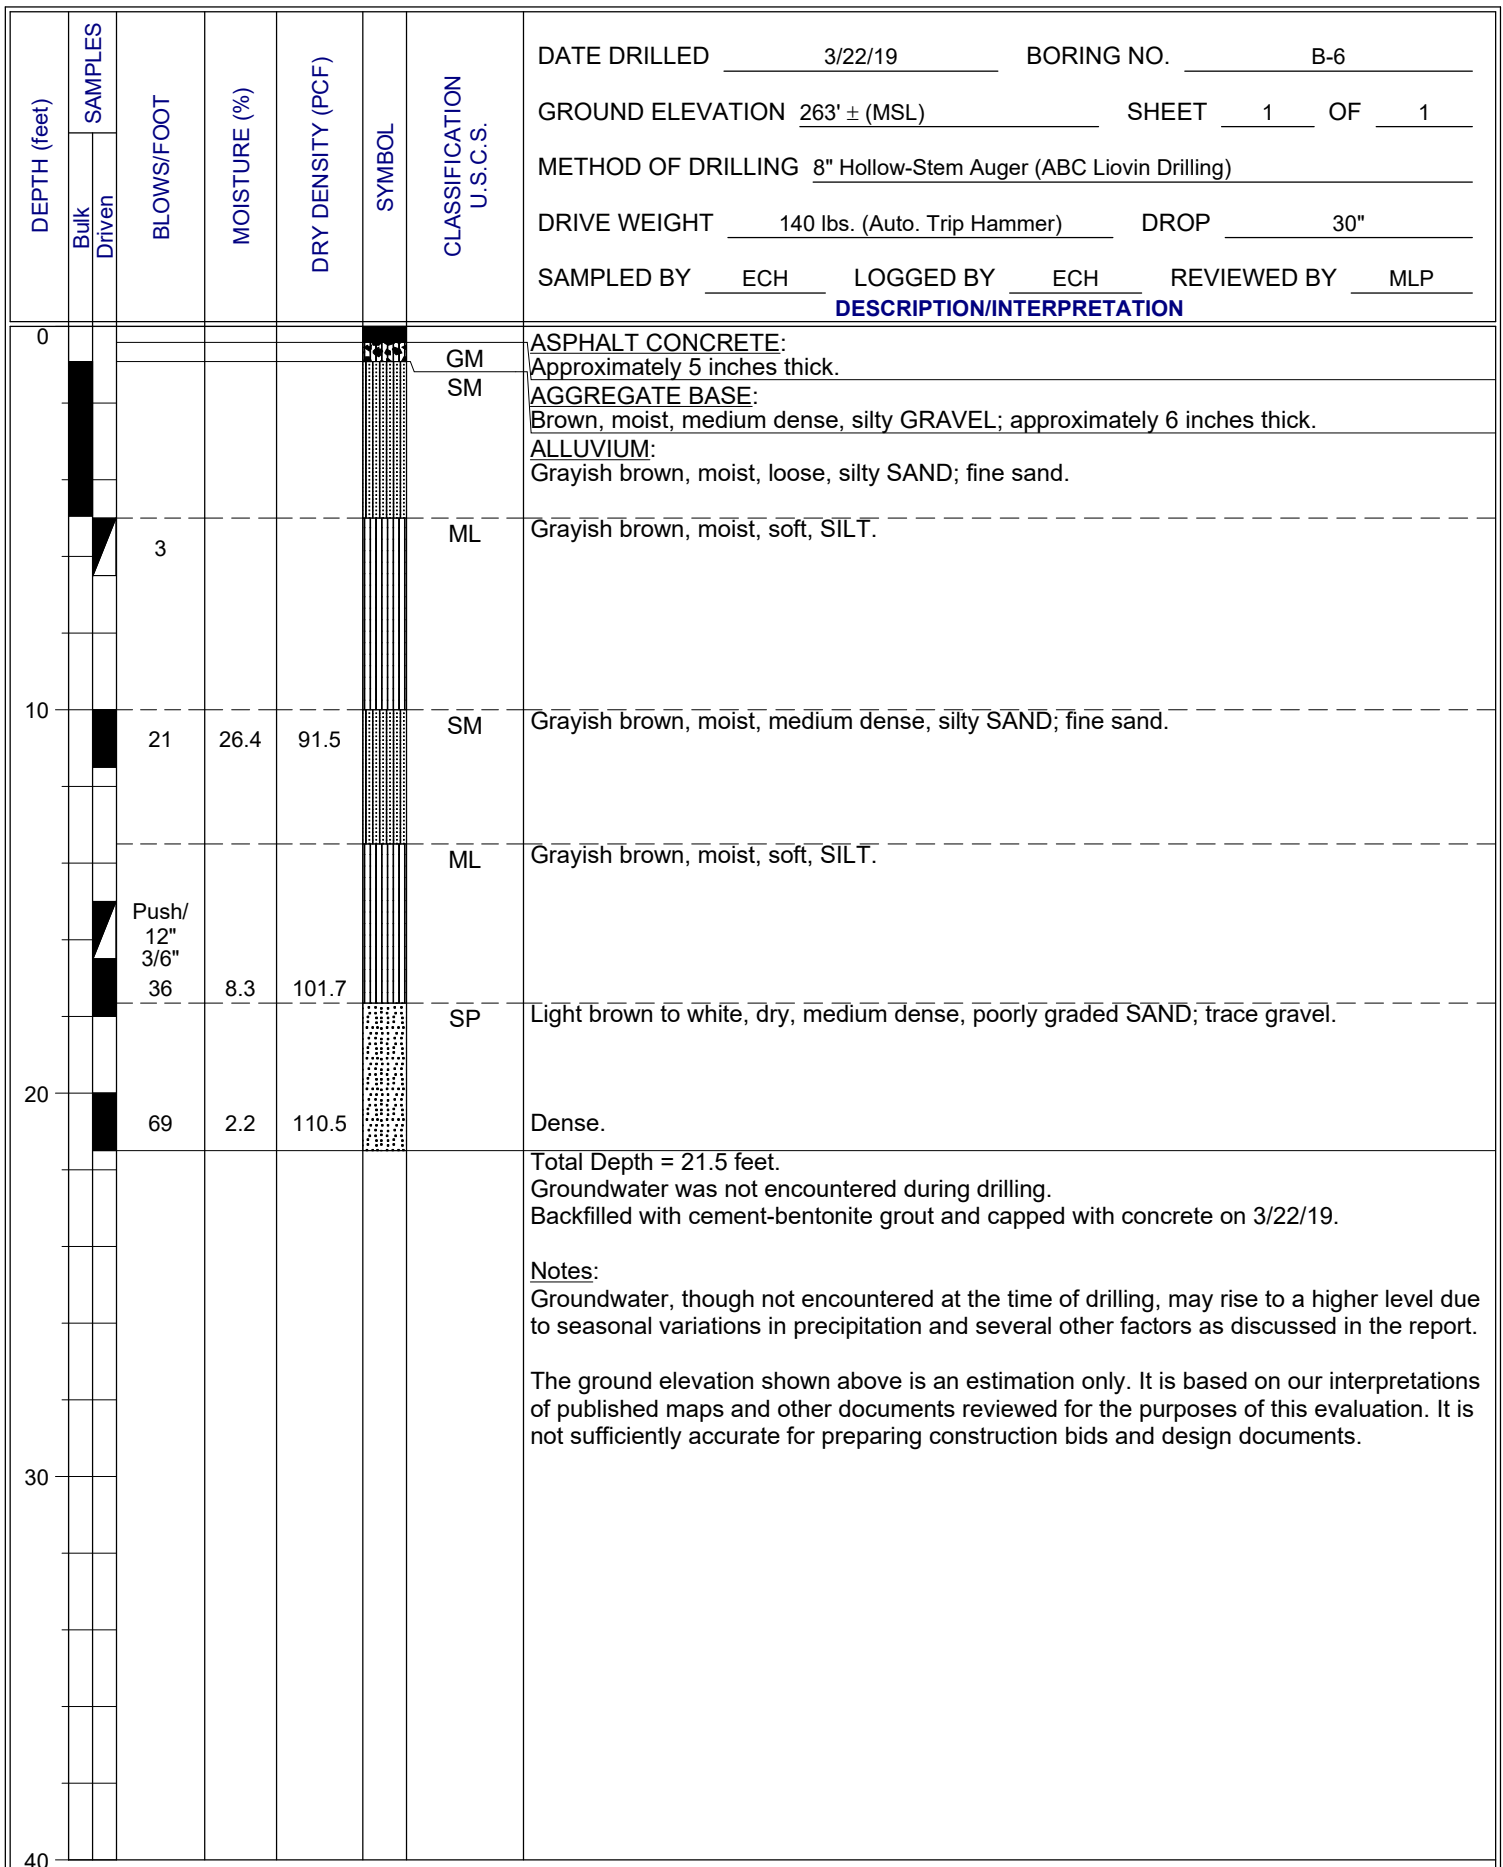 DEPTH (feet)
SAMPLES
Bulk
Driven
BLOWS/FOOT
MOISTURE (%)
DRY DENSITY (PCF)
SYMBOL
CLASSIFICATION
U.S.C.S.
DATE DRILLED 3/22/19 BORING NO. B-6
GROUND ELEVATION 263' ± (MSL) SHEET 1 OF 1
METHOD OF DRILLING 8" Hollow-Stem Auger (ABC Liovin Drilling)
DRIVE WEIGHT 140 lbs. (Auto. Trip Hammer) DROP 30"
SAMPLED BY ECH LOGGED BY ECH REVIEWED BY MLP
DESCRIPTION/INTERPRETATION
0
ASPHALT CONCRETE:
GM Approximately 5 inches thick.
SM AGGREGATE BASE:
Brown, moist, medium dense, silty GRAVEL; approximately 6 inches thick.
ALLUVIUM:
Grayish brown, moist, loose, silty SAND; fine sand.
3 ML Grayish brown, moist, soft, SILT.
10 SM Grayish brown, moist, medium dense, silty SAND; fine sand.
21 26.4 91.5
ML Grayish brown, moist, soft, SILT.
Push/
12"
3/6"
36 8.3 101.7
SP Light brown to white, dry, medium dense, poorly graded SAND; trace gravel.
20
69 2.2 110.5 Dense.
Total Depth = 21.5 feet.
Groundwater was not encountered during drilling.
Backfilled with cement-bentonite grout and capped with concrete on 3/22/19.
Notes:
Groundwater, though not encountered at the time of drilling, may rise to a higher level due
to seasonal variations in precipitation and several other factors as discussed in the report.
The ground elevation shown above is an estimation only. It is based on our interpretations
of published maps and other documents reviewed for the purposes of this evaluation. It is
not sufficiently accurate for preparing construction bids and design documents.
30
40